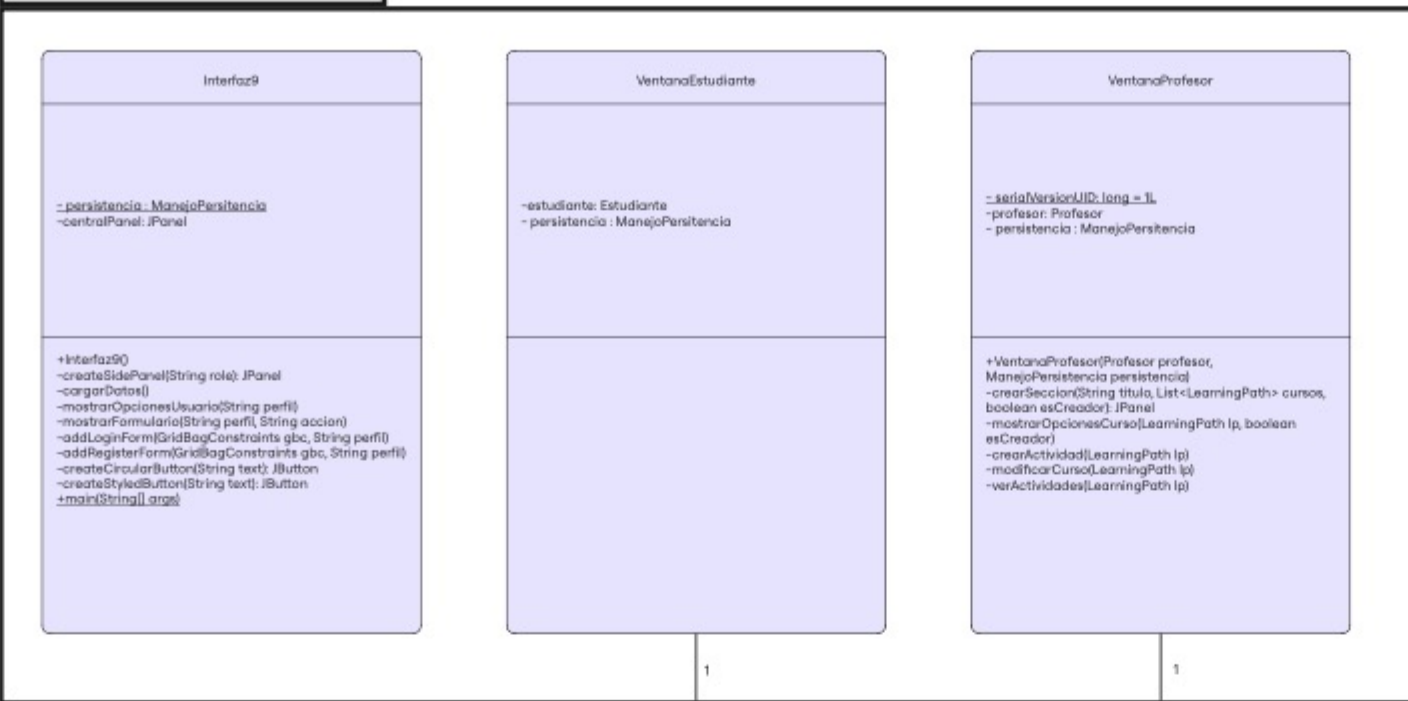 Interfaz9
- persistencia : ManejoPersitencia
-centralPanel: JPanel
+Interfaz9()
-createSidePanel(String role): JPanel
-cargarDatos()
-mostrarOpcionesUsuario(String perfil)
-mostrarFormulario(String perfil, String accion)
-addLoginForm(GridBagConstraints gbc, String perfil)
-addRegisterForm(GridBagConstraints gbc, String perfil)
-createCircularButton(String text): JButton
-createStyledButton(String text): JButton
+main(String[] args)
VentanaEstudiante
-estudiante: Estudiante
- persistencia : ManejoPersitencia
1
VentanaProfesor
- serialVersionUID: long = 1L
-profesor: Profesor
- persistencia : ManejoPersitencia
+VentanaProfesor(Profesor profesor,
ManejoPersistencia persistencia)
-crearSeccion(String titulo, List<LearningPath> cursos,
boolean esCreador): JPanel
-mostrarOpcionesCurso(LearningPath lp, boolean
esCreador)
-crearActividad(LearningPath lp)
-modificarCurso(LearningPath lp)
-verActividades(LearningPath lp)
1